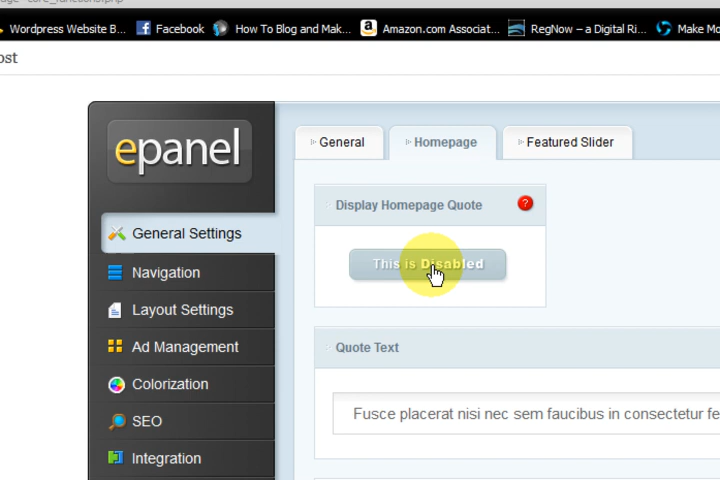 Wordpress Website B... Facebook How To Blog and Mak... Amazon.com Associat... RegNow – a Digital Ri... Make Mo
ost
epanel
General Homepage Featured Slider
Display Homepage Quote ?
This is Disabled
General Settings
Navigation
Layout Settings
Ad Management
Colorization
SEO
Integration
Quote Text
Fusce placerat nisi nec sem faucibus in consectetur fe